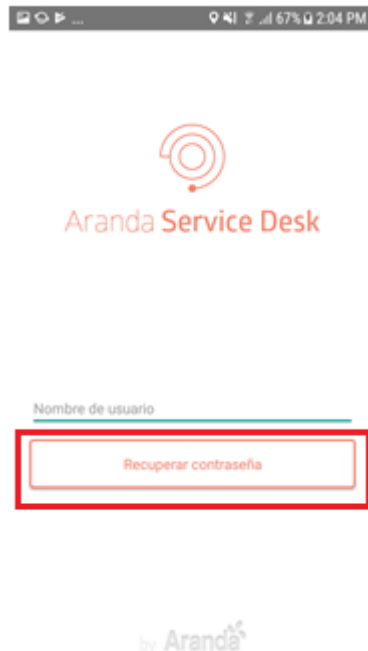 ... 67% 2:04 PM
Aranda Service Desk
Nombre de usuario
Recuperar contraseña
by Aranda